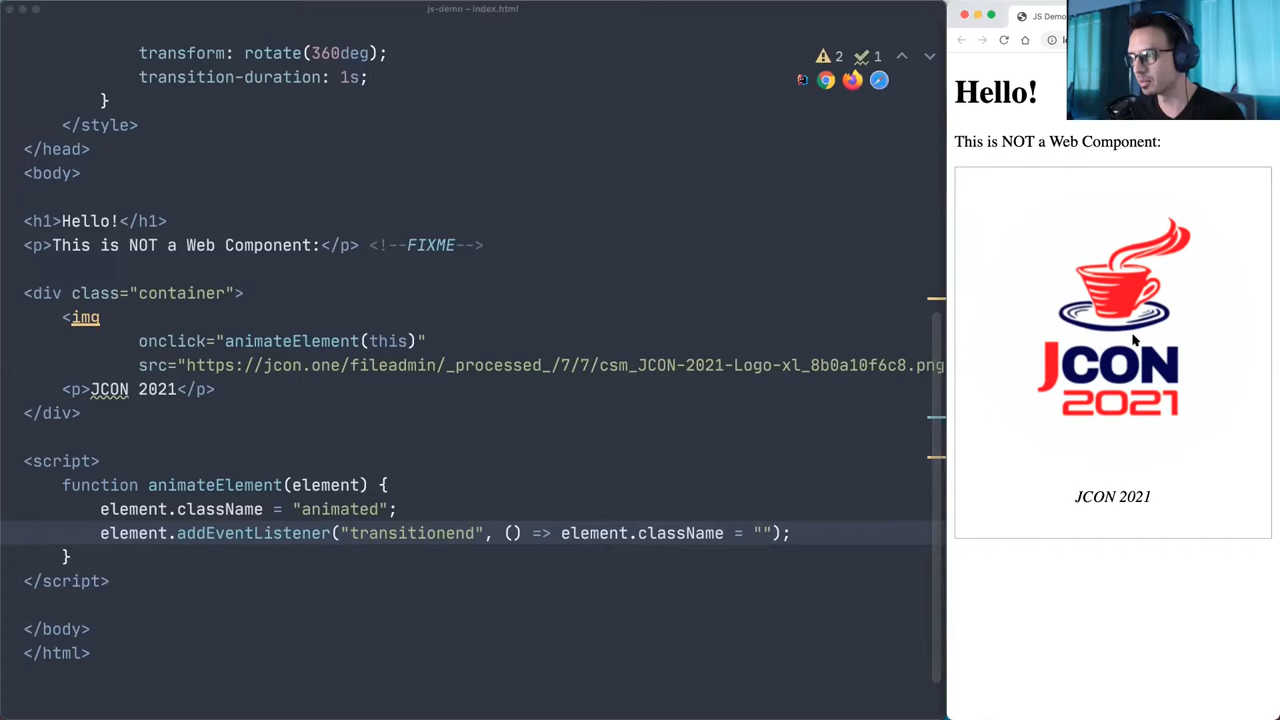 js-demo – index.html
transform: rotate(360deg);
transition-duration: 1s;
}
</style>
</head>
<body>
<h1>Hello!</h1>
<p>This is NOT a Web Component:</p> <!--FIXME-->
<div class="container">
<img
onclick="animateElement(this)"
src="https://jcon.one/fileadmin/_processed_/7/7/csm_JCON-2021-Logo-xl_8b0a10f6c8.png
<p>JCON 2021</p>
</div>
<script>
function animateElement(element) {
element.className = "animated";
element.addEventListener("transitionend", () => element.className = "");
}
</script>
</body>
</html>
2 1
JS Demo
Hello!
This is NOT a Web Component:
JCON
2021
JCON 2021